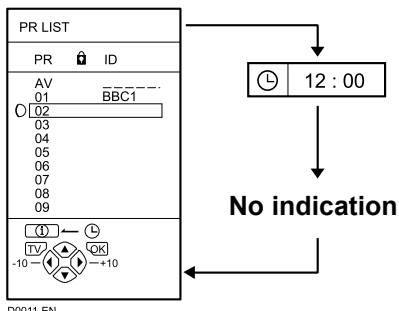 PR LIST
PR ID
AV _ _ _ _ _
01 BBC1
02
03
04
05
06
07
08
09
TV OK
-10 +10
12 : 00
No indication
D0011-EN